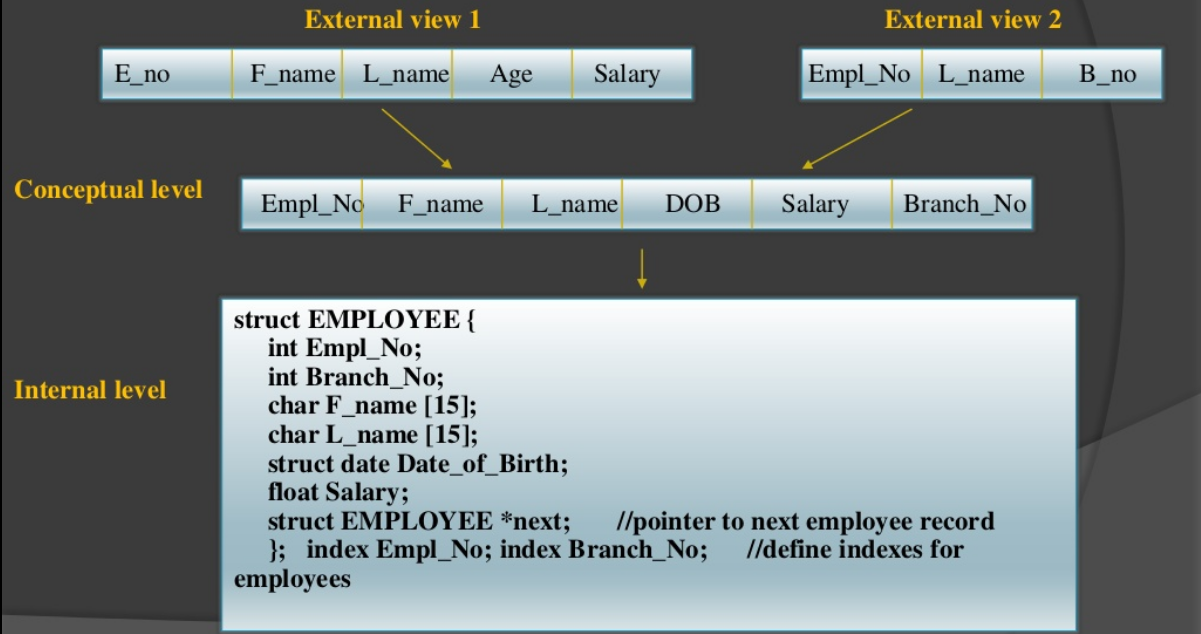 External view 1 External view 2
E_no F_name L_name Age Salary Empl_No L_name B_no
Conceptual level Empl_No F_name L_name DOB Salary Branch_No
Internal level
struct EMPLOYEE {
int Empl_No;
int Branch_No;
char F_name [15];
char L_name [15];
struct date Date_of_Birth;
float Salary;
struct EMPLOYEE *next; //pointer to next employee record
}; index Empl_No; index Branch_No; //define indexes for
employees